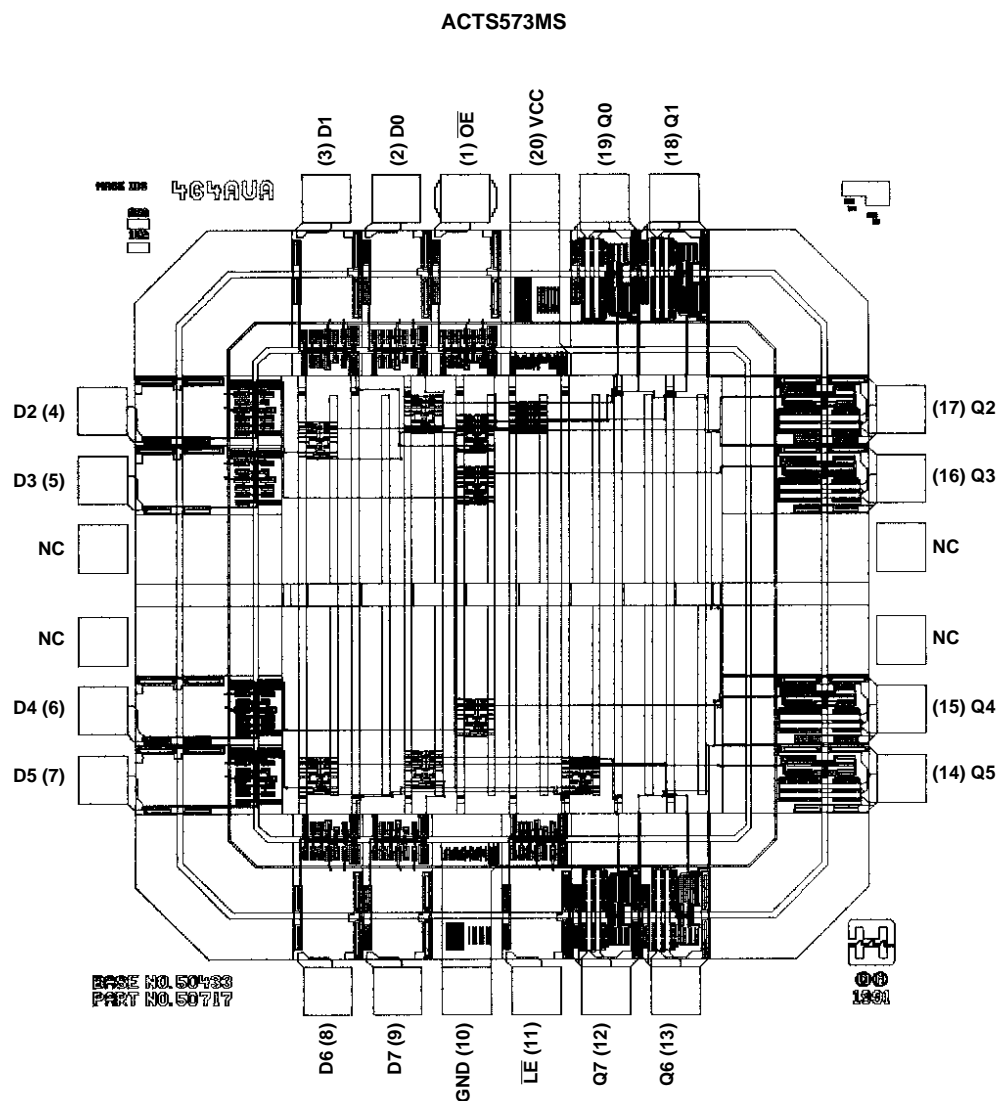 ACTS573MS
(3) D1
(2) D0
(1) O̅E̅
(20) VCC
(19) Q0
(18) Q1
MASK IDS
4G4AUA
D2 (4)
(17) Q2
D3 (5)
(16) Q3
NC
NC
NC
NC
D4 (6)
(15) Q4
D5 (7)
(14) Q5
BASE NO. 50433
PART NO. 50717
1991
D6 (8)
D7 (9)
GND (10)
L̅E̅ (11)
Q7 (12)
Q6 (13)